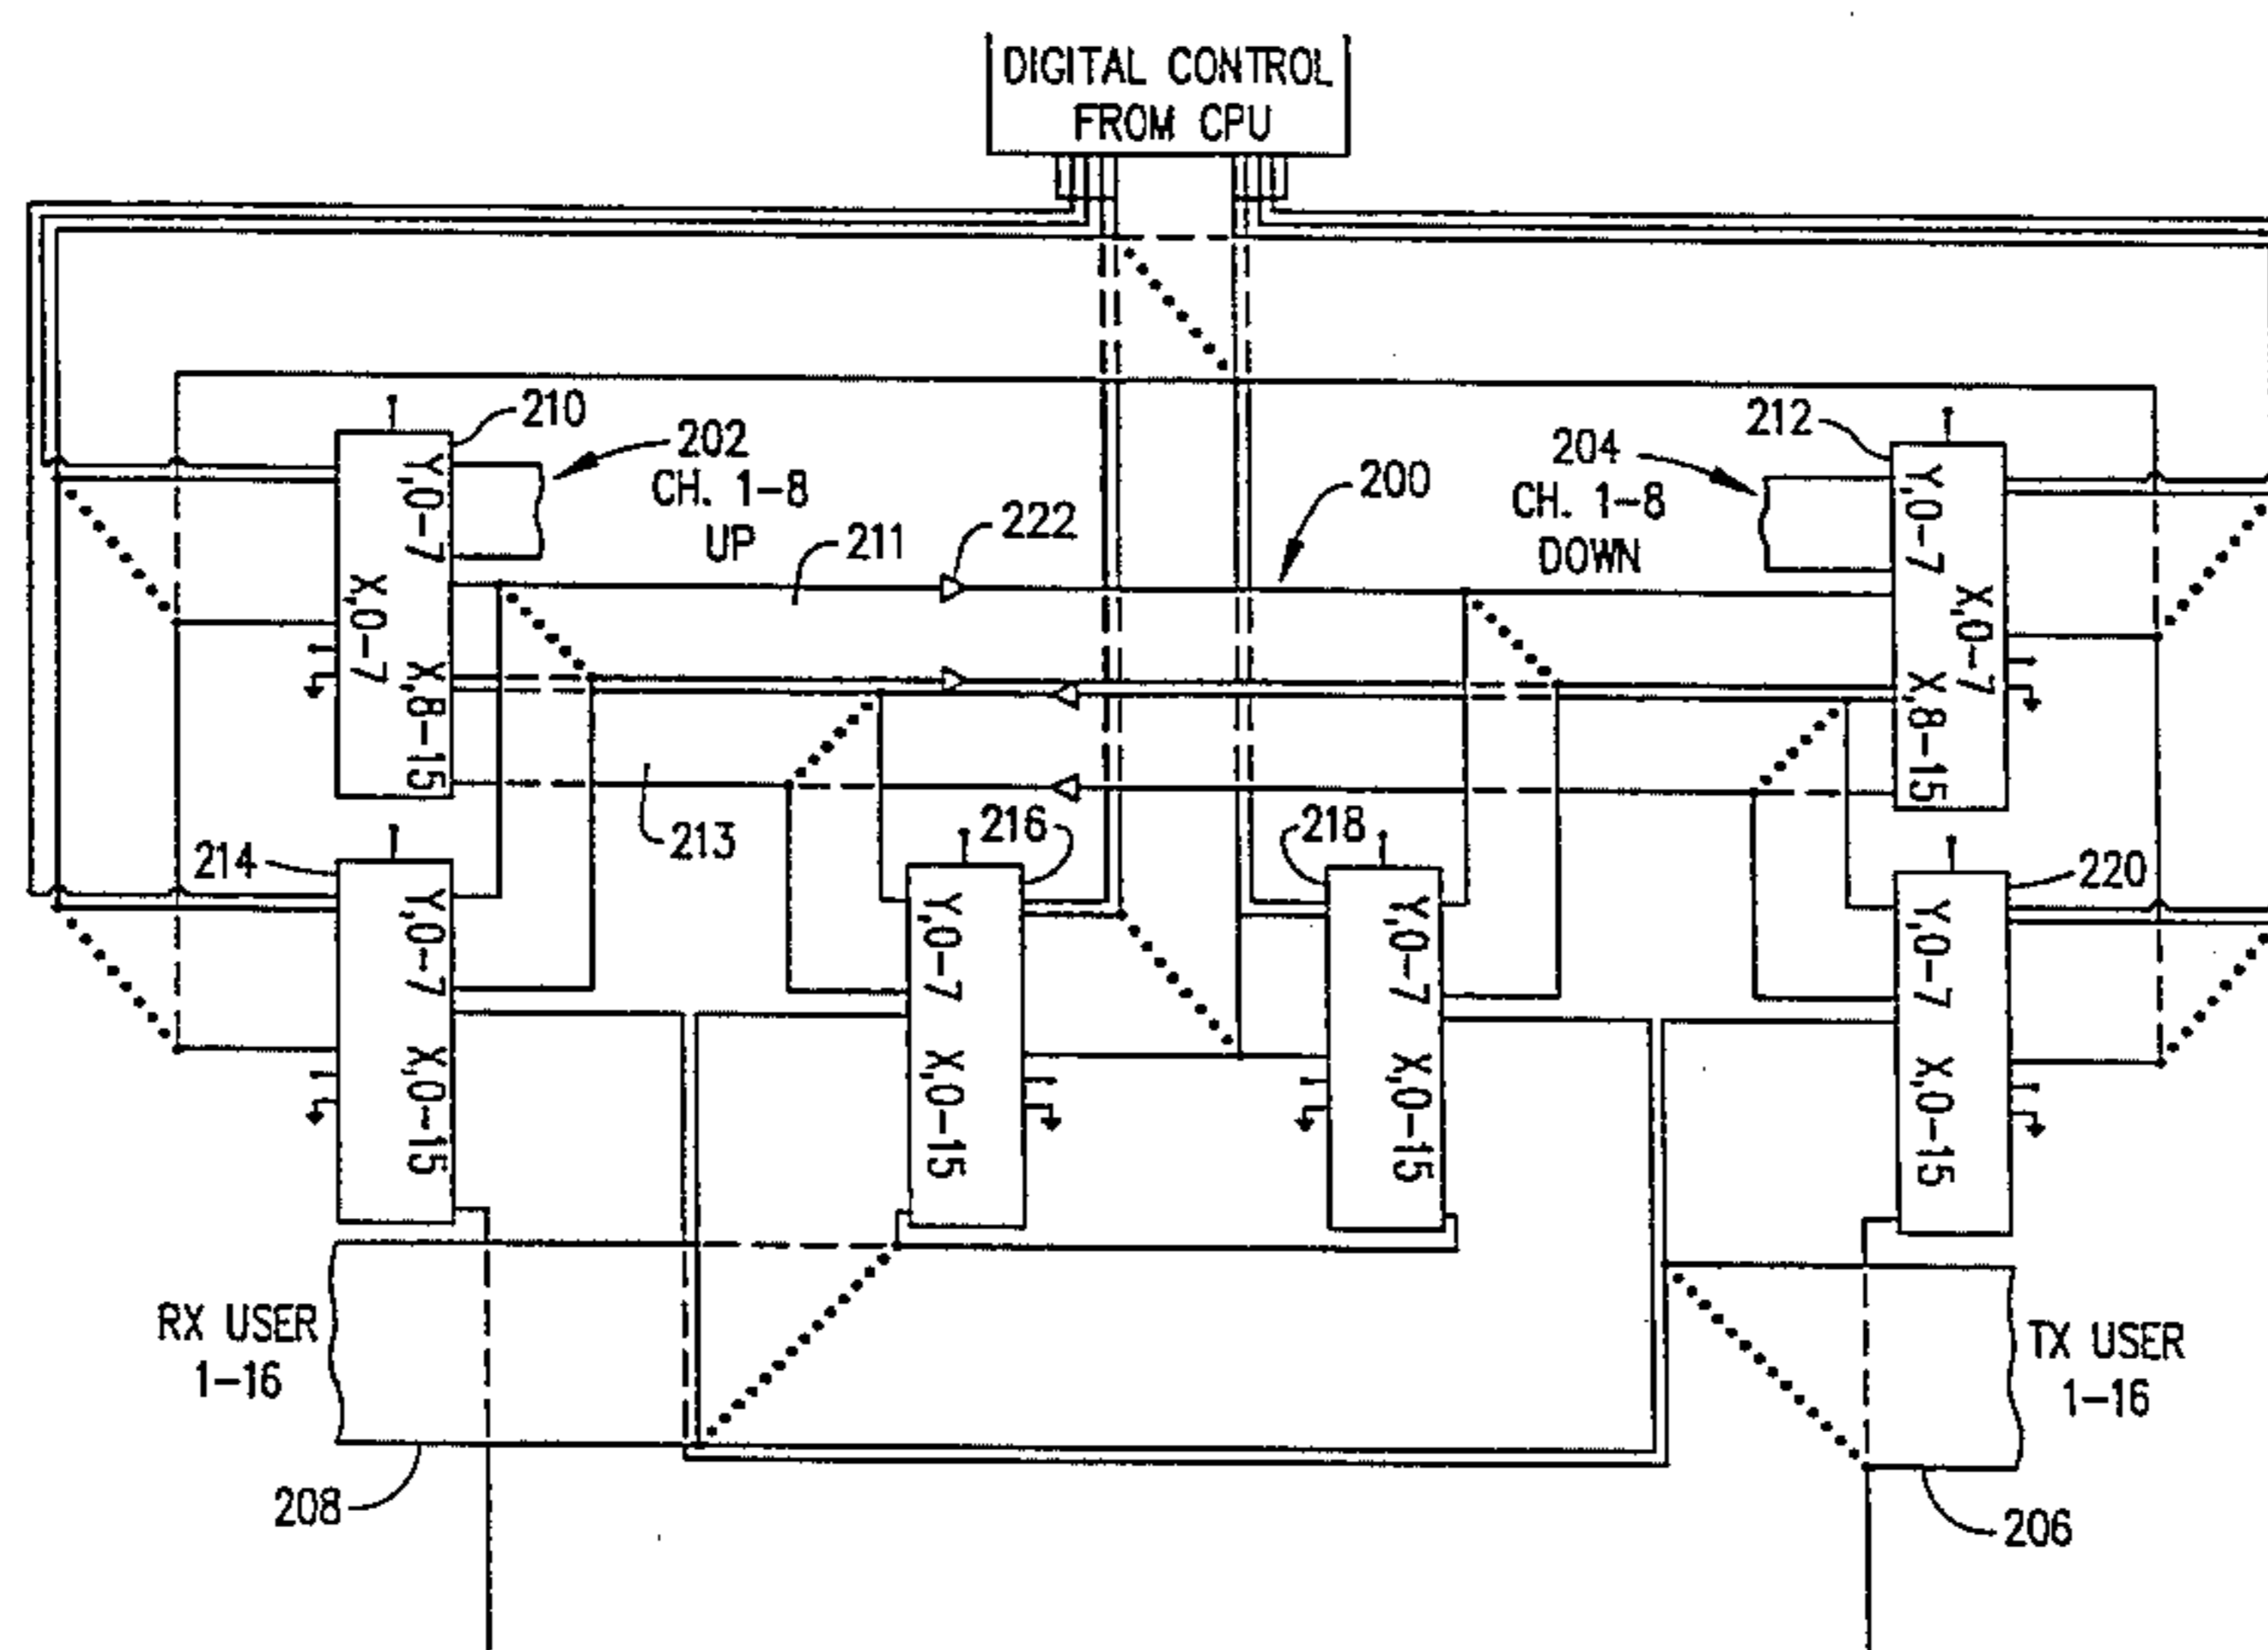 DIGITAL CONTROL
FROM CPU
210
202
CH. 1-8
UP
Y,0-7
X,0-7
X,8-15
211
222
200
204
CH. 1-8
DOWN
212
Y,0-7
X,0-7
X,8-15
213
214
Y,0-7
X,0-15
216
Y,0-7
X,0-15
218
Y,0-7
X,0-15
220
Y,0-7
X,0-15
RX USER
1-16
208
TX USER
1-16
206